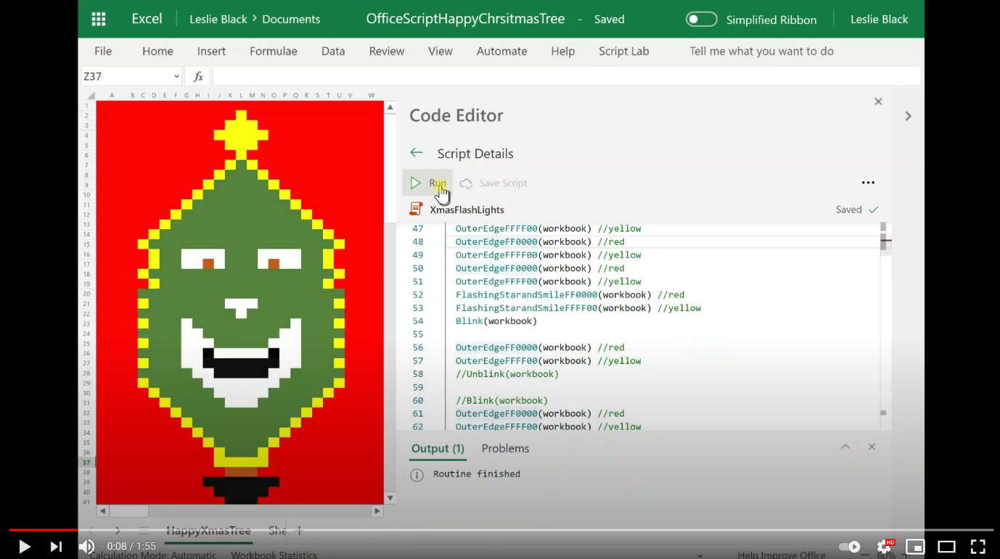 Excel Leslie Black > Documents OfficeScriptHappyChrsitmasTree - Saved Simplified Ribbon Leslie Black
File Home Insert Formulae Data Review View Automate Help Script Lab Tell me what you want to do
Z37 fx
A B C D E F G H I J K L M N O P Q R S T U V W
1
2
3
4
5
6
7
8
9
10
11
12
13
14
15
16
17
18
19
20
21
22
23
24
25
26
27
28
29
30
31
32
33
34
35
36
37
38
39
40
41
Code Editor
Script Details
Run Save Script
XmasFlashLights Saved
47 OuterEdgeFFFF00(workbook) //yellow
48 OuterEdgeFF0000(workbook) //red
49 OuterEdgeFFFF00(workbook) //yellow
50 OuterEdgeFF0000(workbook) //red
51 OuterEdgeFFFF00(workbook) //yellow
52 FlashingStarandSmileFF0000(workbook) //red
53 FlashingStarandSmileFFFF00(workbook) //yellow
54 Blink(workbook)
55
56 OuterEdgeFF0000(workbook) //red
57 OuterEdgeFFFF00(workbook) //yellow
58 //Unblink(workbook)
59
60 //Blink(workbook)
61 OuterEdgeFF0000(workbook) //red
62 OuterEdgeFFFF00(workbook) //yellow
Output (1) Problems
Routine finished
HappyXmasTree She
0:08 / 1:55 HD
Calculation Mode: Automatic Workbook Statistics Help Improve Office 60%